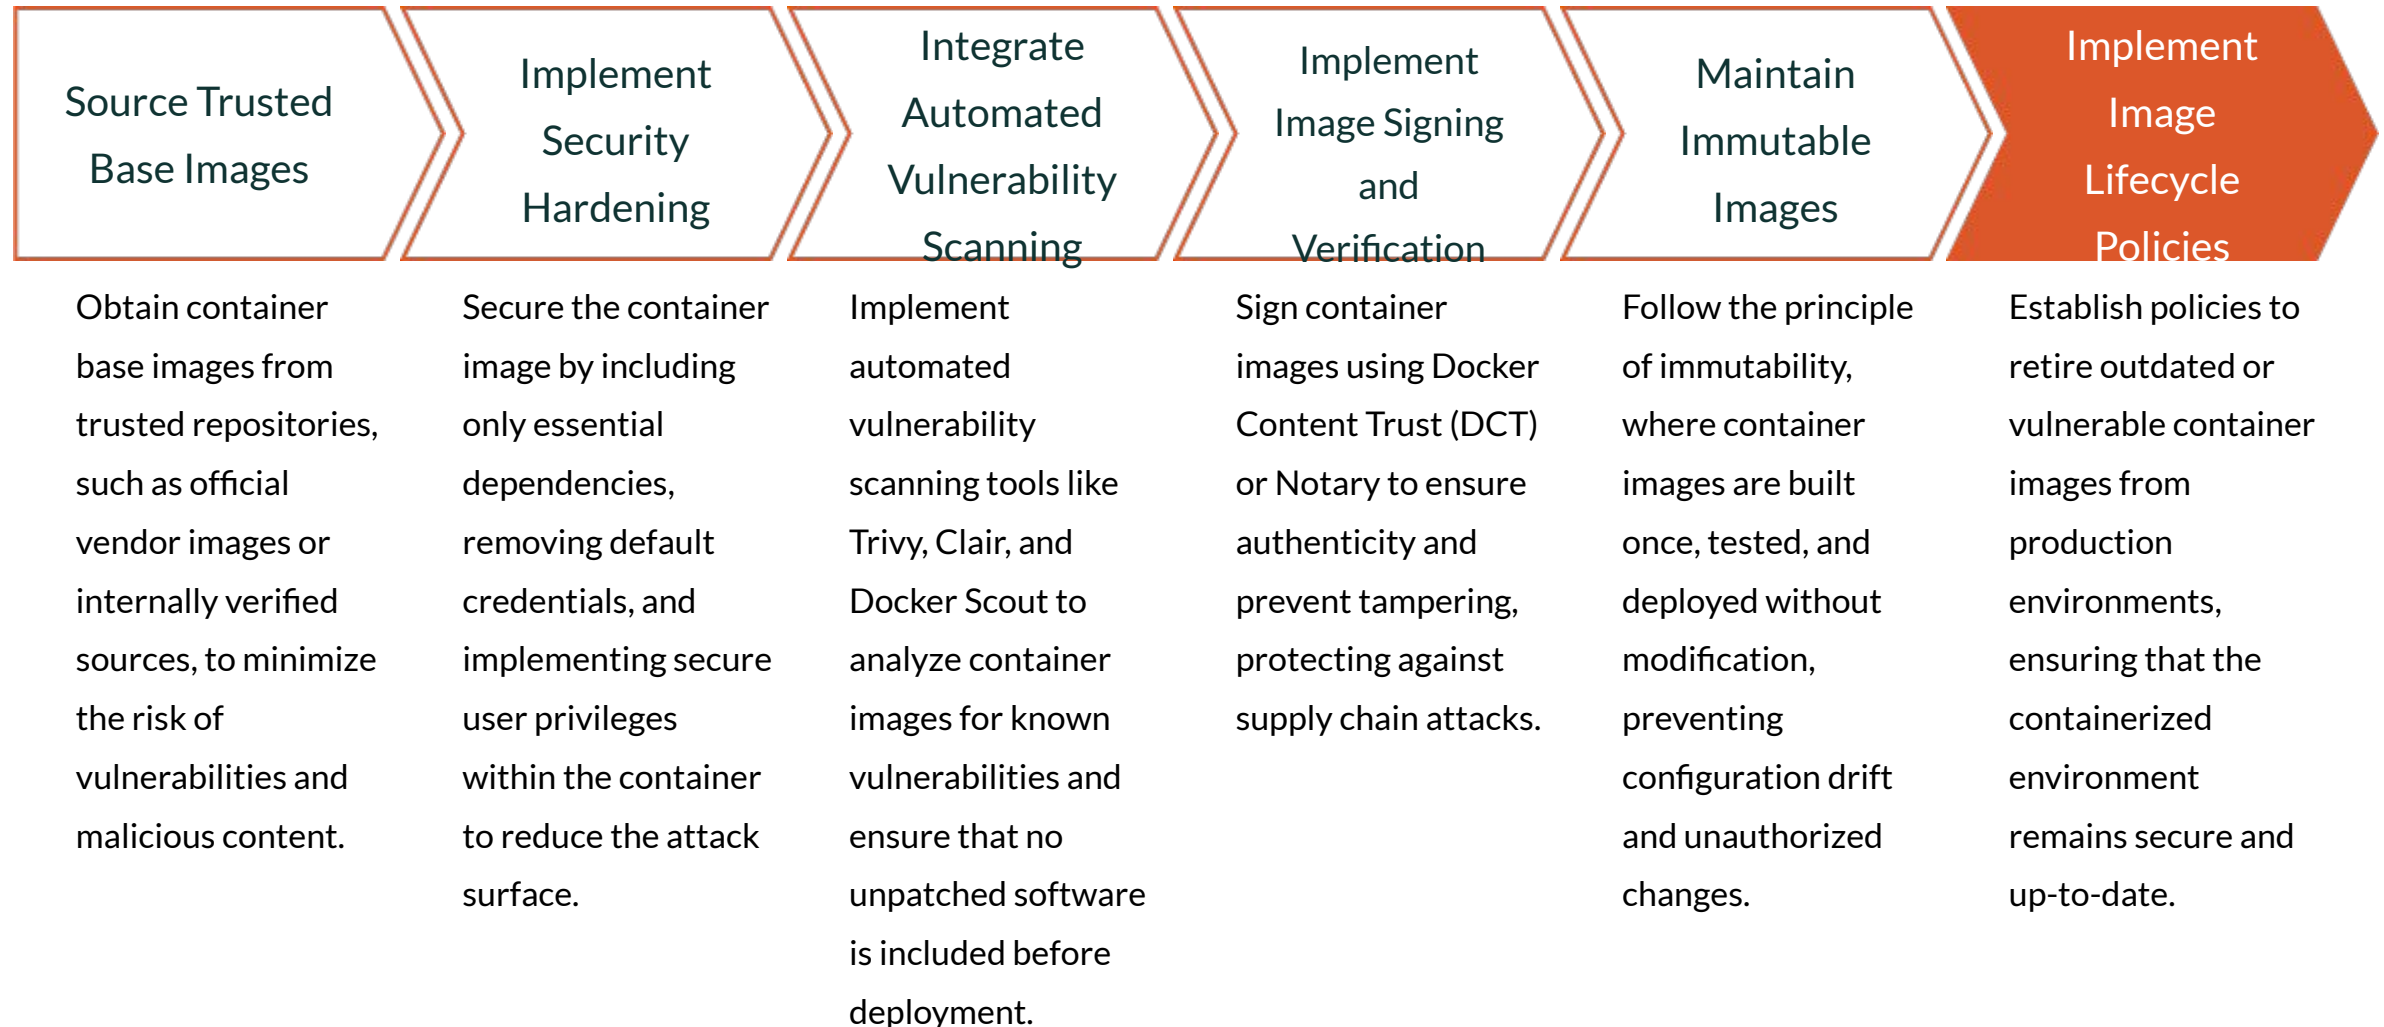 Source Trusted
Base Images
Implement
Security
Hardening
Integrate
Automated
Vulnerability
Scanning
Implement
Image Signing
and
Verification
Maintain
Immutable
Images
Implement
Image
Lifecycle
Policies
Obtain container
base images from
trusted repositories,
such as official
vendor images or
internally verified
sources, to minimize
the risk of
vulnerabilities and
malicious content.
Secure the container
image by including
only essential
dependencies,
removing default
credentials, and
implementing secure
user privileges
within the container
to reduce the attack
surface.
Implement
automated
vulnerability
scanning tools like
Trivy, Clair, and
Docker Scout to
analyze container
images for known
vulnerabilities and
ensure that no
unpatched software
is included before
deployment.
Sign container
images using Docker
Content Trust (DCT)
or Notary to ensure
authenticity and
prevent tampering,
protecting against
supply chain attacks.
Follow the principle
of immutability,
where container
images are built
once, tested, and
deployed without
modification,
preventing
configuration drift
and unauthorized
changes.
Establish policies to
retire outdated or
vulnerable container
images from
production
environments,
ensuring that the
containerized
environment
remains secure and
up-to-date.